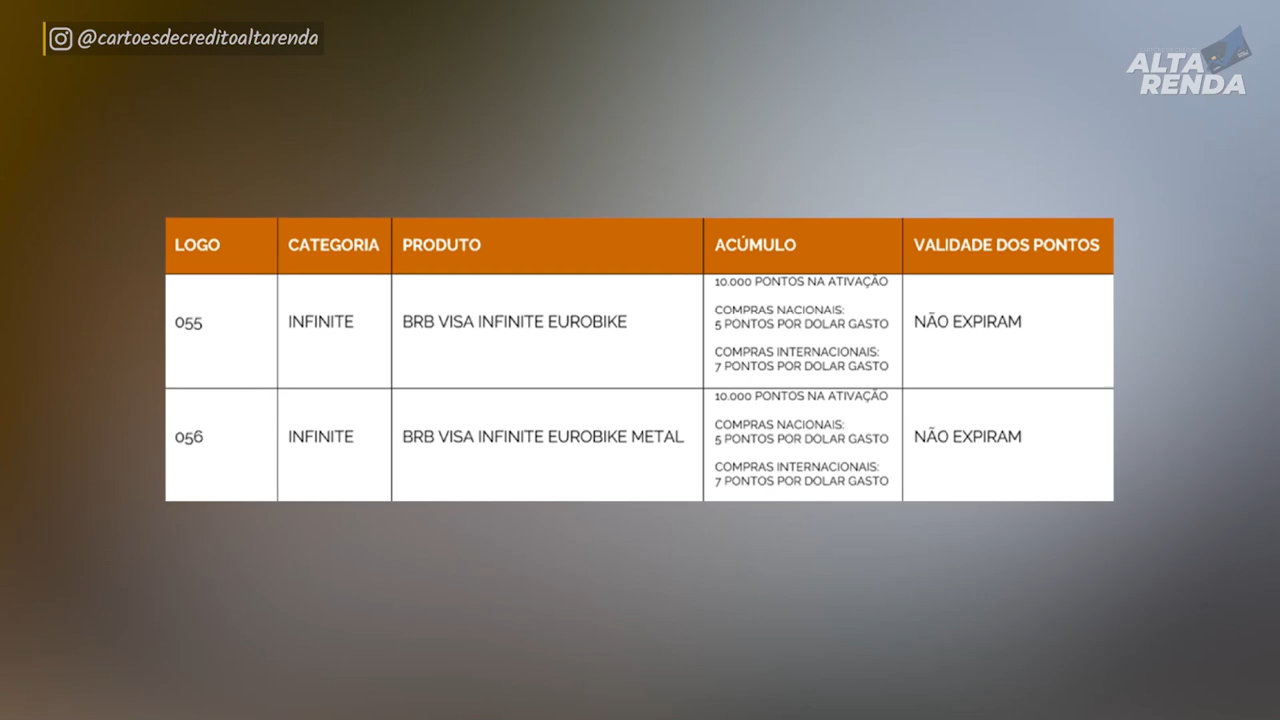 @cartoesdecreditoaltarenda
ALTA
RENDA
LOGO CATEGORIA PRODUTO ACÚMULO VALIDADE DOS PONTOS
055 INFINITE BRB VISA INFINITE EUROBIKE
10.000 PONTOS NA ATIVAÇÃO
COMPRAS NACIONAIS:
5 PONTOS POR DOLAR GASTO
COMPRAS INTERNACIONAIS:
7 PONTOS POR DOLAR GASTO
NÃO EXPIRAM
056 INFINITE BRB VISA INFINITE EUROBIKE METAL
10.000 PONTOS NA ATIVAÇÃO
COMPRAS NACIONAIS:
5 PONTOS POR DOLAR GASTO
COMPRAS INTERNACIONAIS:
7 PONTOS POR DOLAR GASTO
NÃO EXPIRAM